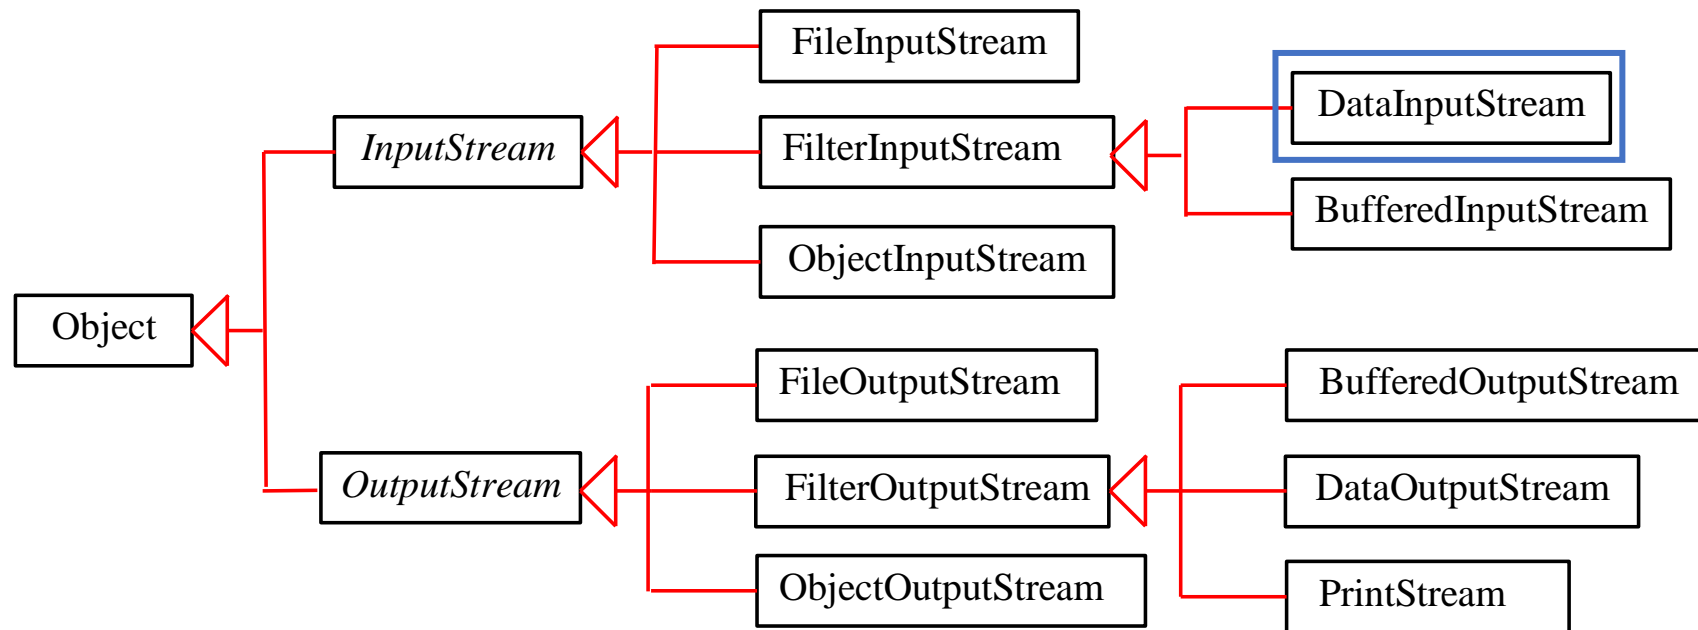 FileInputStream
DataInputStream
InputStream
FilterInputStream
BufferedInputStream
ObjectInputStream
Object
FileOutputStream
BufferedOutputStream
OutputStream
FilterOutputStream
DataOutputStream
ObjectOutputStream
PrintStream